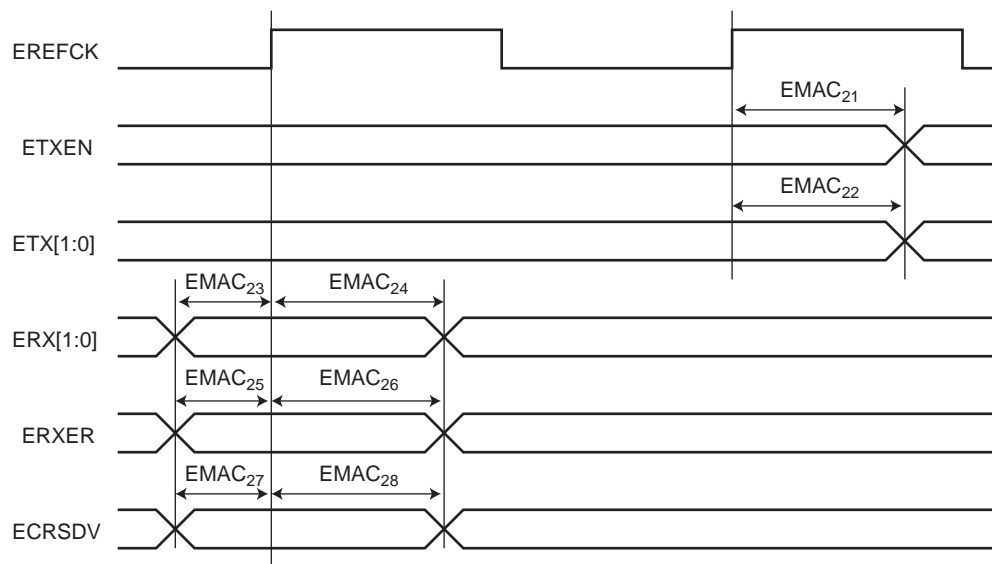 EREFCK
EMAC21
ETXEN
EMAC22
ETX[1:0]
EMAC23 EMAC24
ERX[1:0]
EMAC25 EMAC26
ERXER
EMAC27 EMAC28
ECRSDV